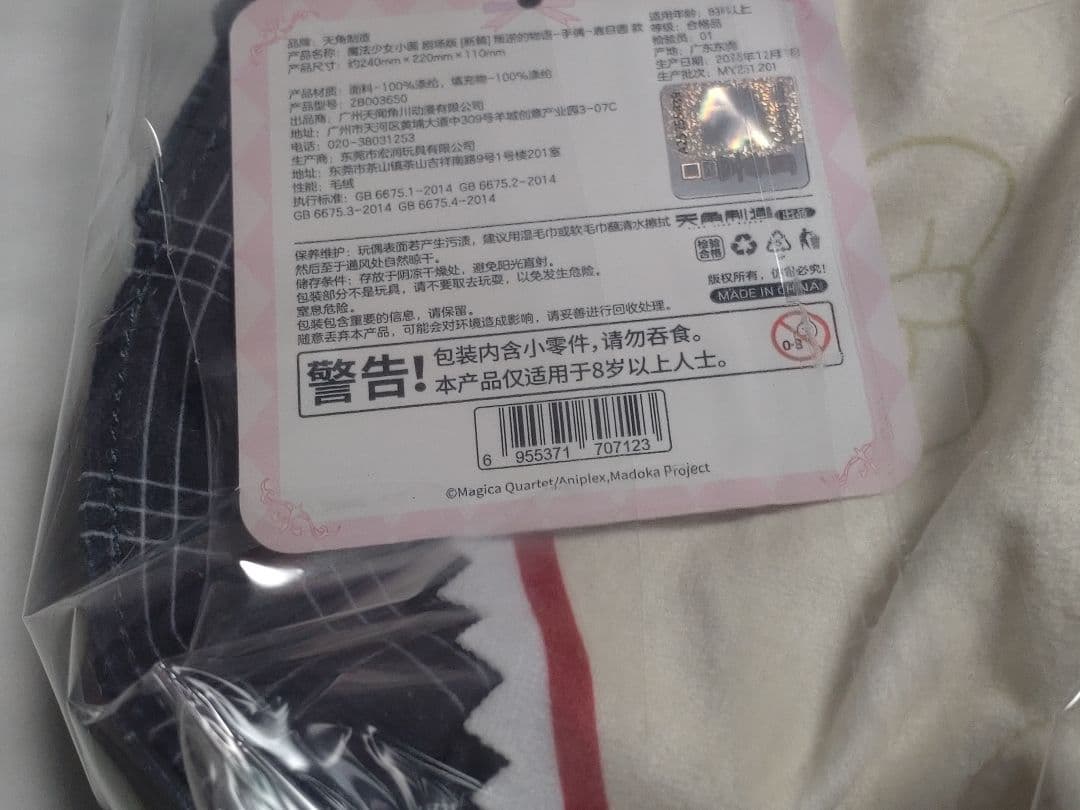 品牌：天角制造
产品名称：魔法少女小圆 剧场版 [新篇] 叛逆的物语-手偶-鹿目圆 款
产品尺寸：约240mm×220mm×110mm
产品材质：面料-100%涤纶，填充物-100%涤纶
产品型号：ZB003650
出品商：广州天闻角川动漫有限公司
地址：广州市天河区黄埔大道中309号羊城创意产业园3-07C
电话：020-38031253
生产商：东莞市宏润玩具有限公司
地址：东莞市茶山镇茶山吉祥南路9号1号楼201室
性能：毛绒
执行标准：GB 6675.1-2014 GB 6675.2-2014
GB 6675.3-2014 GB 6675.4-2014
适用年龄：8岁以上
等级：合格品
检验员：01
产地：广东东莞
生产日期：
生产批次：MY251201
天角制造 出品
保养维护：玩偶表面若产生污渍，建议用湿毛巾或软毛巾蘸清水擦拭
然后至于通风处自然晾干。
储存条件：存放于阴凉干燥处，避免阳光直射。
包装部分不是玩具，请不要取去玩耍，以免发生危险。
窒息危险。
包装包含重要的信息，请保留。
随意丢弃本产品，可能会对环境造成影响，请妥善进行回收处理。
检验
合格
版权所有，仿冒必究！
MADE IN CHINA
警告！
包装内含小零件，请勿吞食。
本产品仅适用于8岁以上人士。
0-3
6 955371 707123
©Magica Quartet/Aniplex,Madoka Project